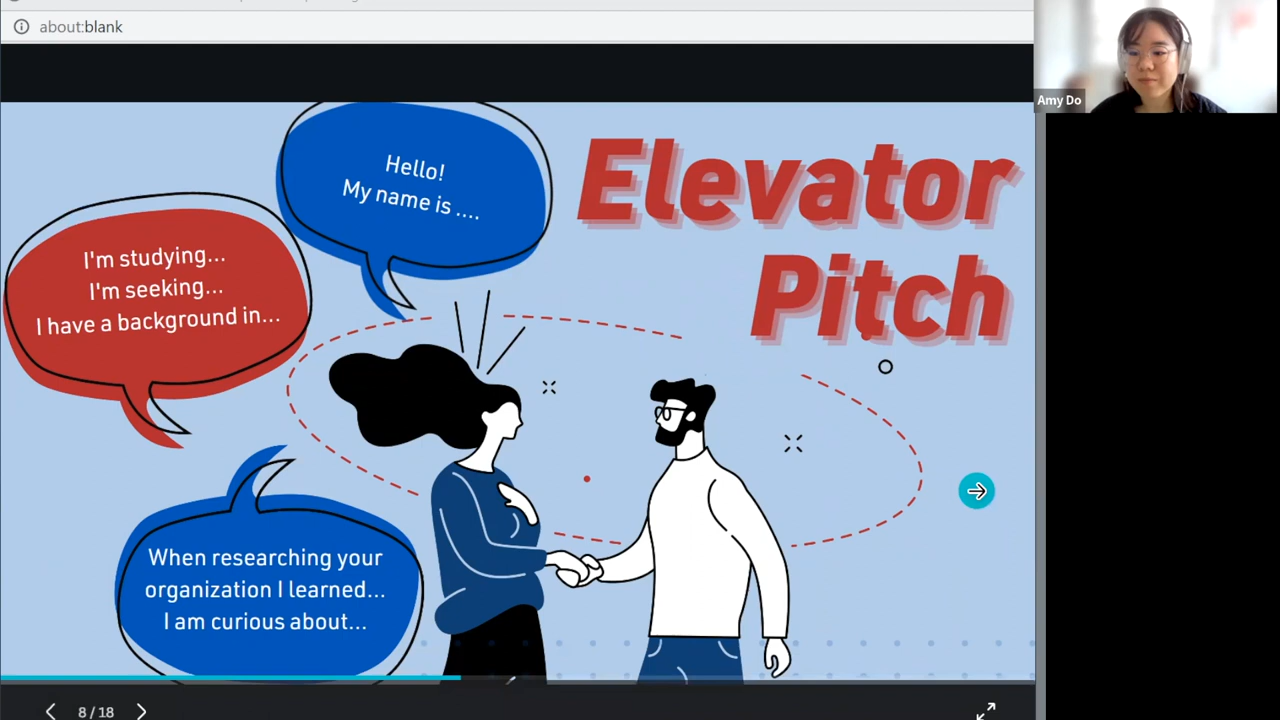 about:blank
Amy Do
Elevator
Pitch
Hello!
My name is ....
I'm studying...
I'm seeking...
I have a background in...
When researching your
organization I learned...
I am curious about...
8 / 18